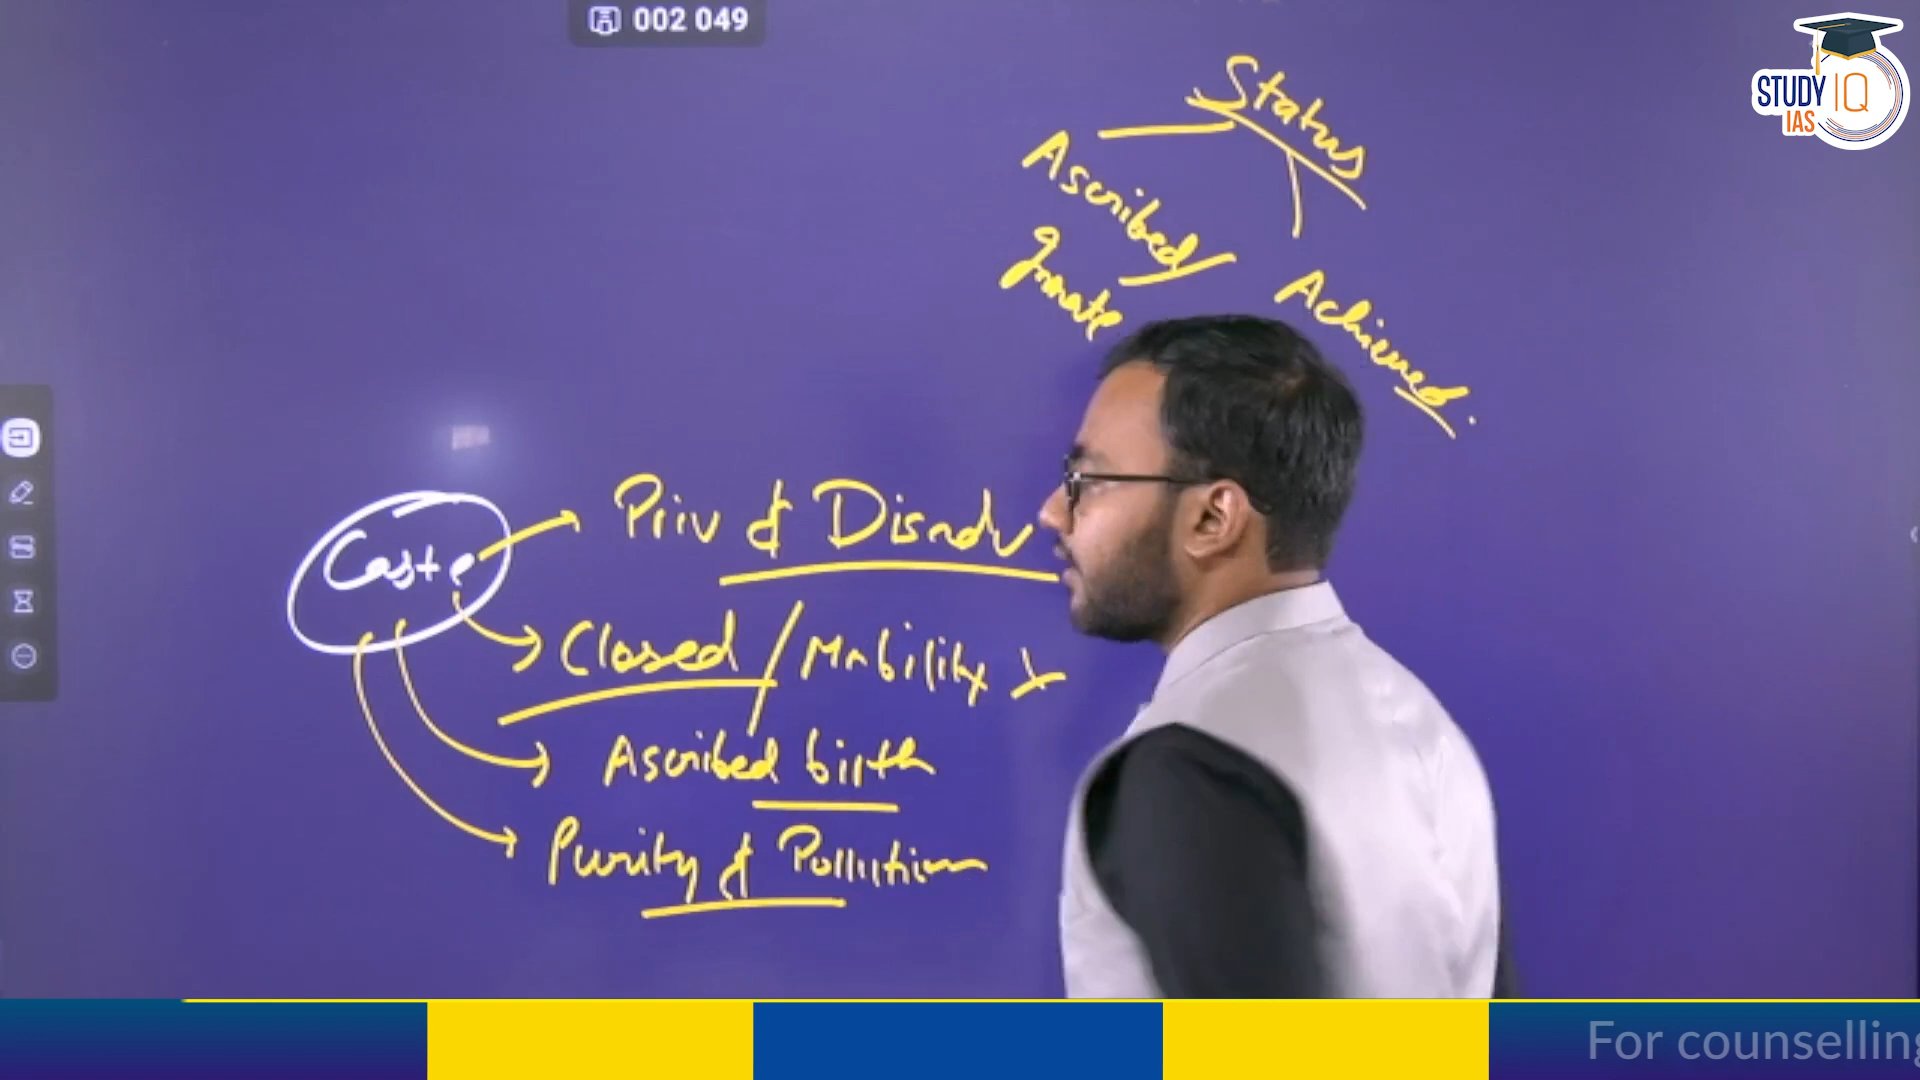 002 049
STUDY IQ
IAS
Status
Ascribed/
Innate
Achieved.
Caste
Priv & Disadv
Closed / Mobility x
Ascribed birth
Purity & Pollution
For counselling